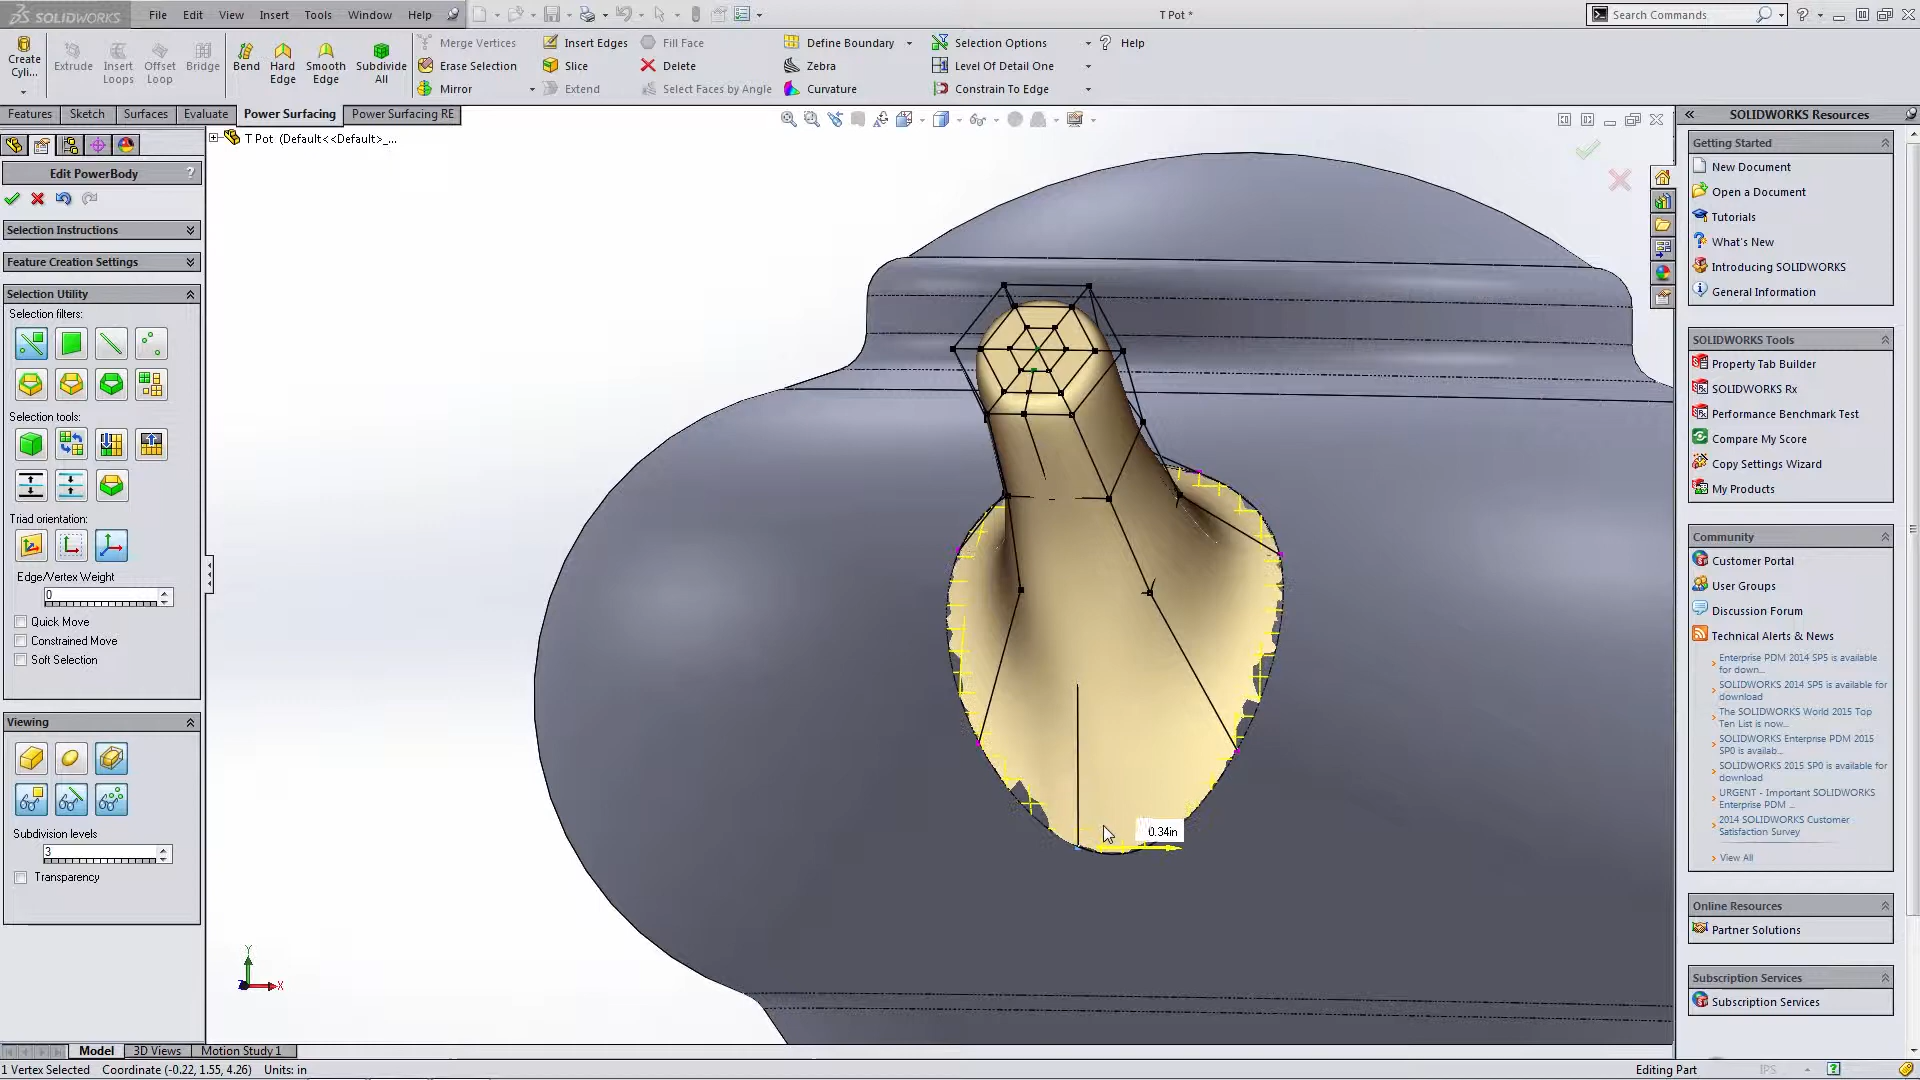 SOLIDWORKS
File Edit View Insert Tools Window Help
T Pot *
Search Commands
Create Cyli...
Extrude
Insert Loops
Offset Loop
Bridge
Bend
Hard Edge
Smooth Edge
Subdivide All
Merge Vertices
Erase Selection
Mirror
Insert Edges
Slice
Extend
Fill Face
Delete
Select Faces by Angle
Define Boundary
Zebra
Curvature
Selection Options
Level Of Detail One
Constrain To Edge
Help
Features Sketch Surfaces Evaluate Power Surfacing Power Surfacing RE
T Pot (Default<<Default>_...
Edit PowerBody ?
Selection Instructions
Feature Creation Settings
Selection Utility
Selection filters:
Selection tools:
Triad orientation:
Edge/Vertex Weight
0
Quick Move
Constrained Move
Soft Selection
Viewing
Subdivision levels
3
Transparency
0.34in
Y
X
Z
SOLIDWORKS Resources
Getting Started
New Document
Open a Document
Tutorials
What's New
Introducing SOLIDWORKS
General Information
SOLIDWORKS Tools
Property Tab Builder
SOLIDWORKS Rx
Performance Benchmark Test
Compare My Score
Copy Settings Wizard
My Products
Community
Customer Portal
User Groups
Discussion Forum
Technical Alerts & News
Enterprise PDM 2014 SP5 is available
for down...
SOLIDWORKS 2014 SP5 is available for
download
The SOLIDWORKS World 2015 Top
Ten List is now...
SOLIDWORKS Enterprise PDM 2015
SP0 is availab...
SOLIDWORKS 2015 SP0 is available for
download
URGENT - Important SOLIDWORKS
Enterprise PDM ...
2014 SOLIDWORKS Customer
Satisfaction Survey
View All
Online Resources
Partner Solutions
Subscription Services
Subscription Services
Model 3D Views Motion Study 1
1 Vertex Selected Coordinate (-0.22, 1.55, 4.26) Units: in
Editing Part
IPS